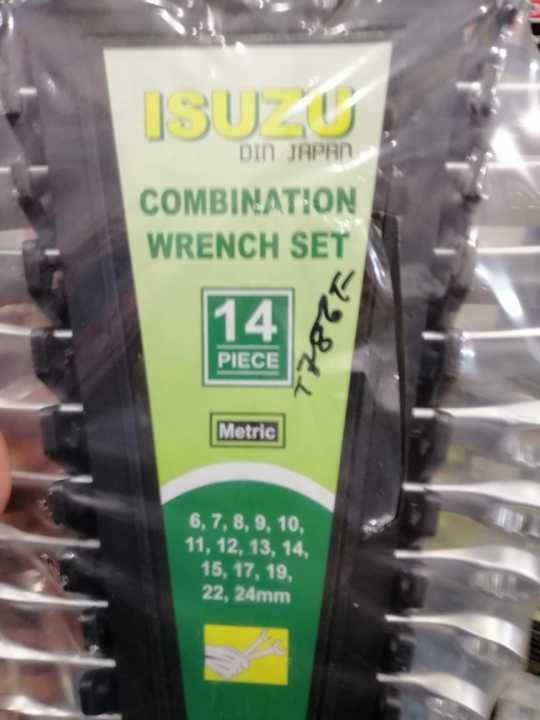 ISUZU
DIN JAPAN
COMBINATION
WRENCH SET
14
PIECE
Metric
6, 7, 8, 9, 10,
11, 12, 13, 14,
15, 17, 19,
22, 24mm